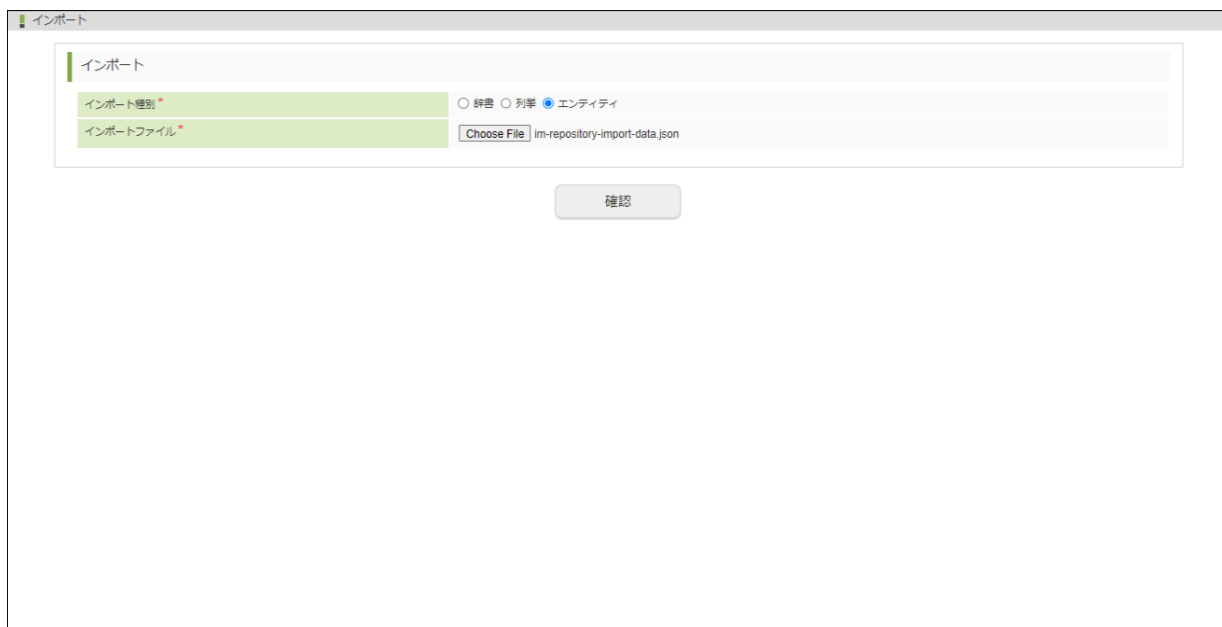 インポート
インポート
インポート種別* 辞書 列挙 エンティティ
インポートファイル* Choose File im-repository-import-data.json
確認